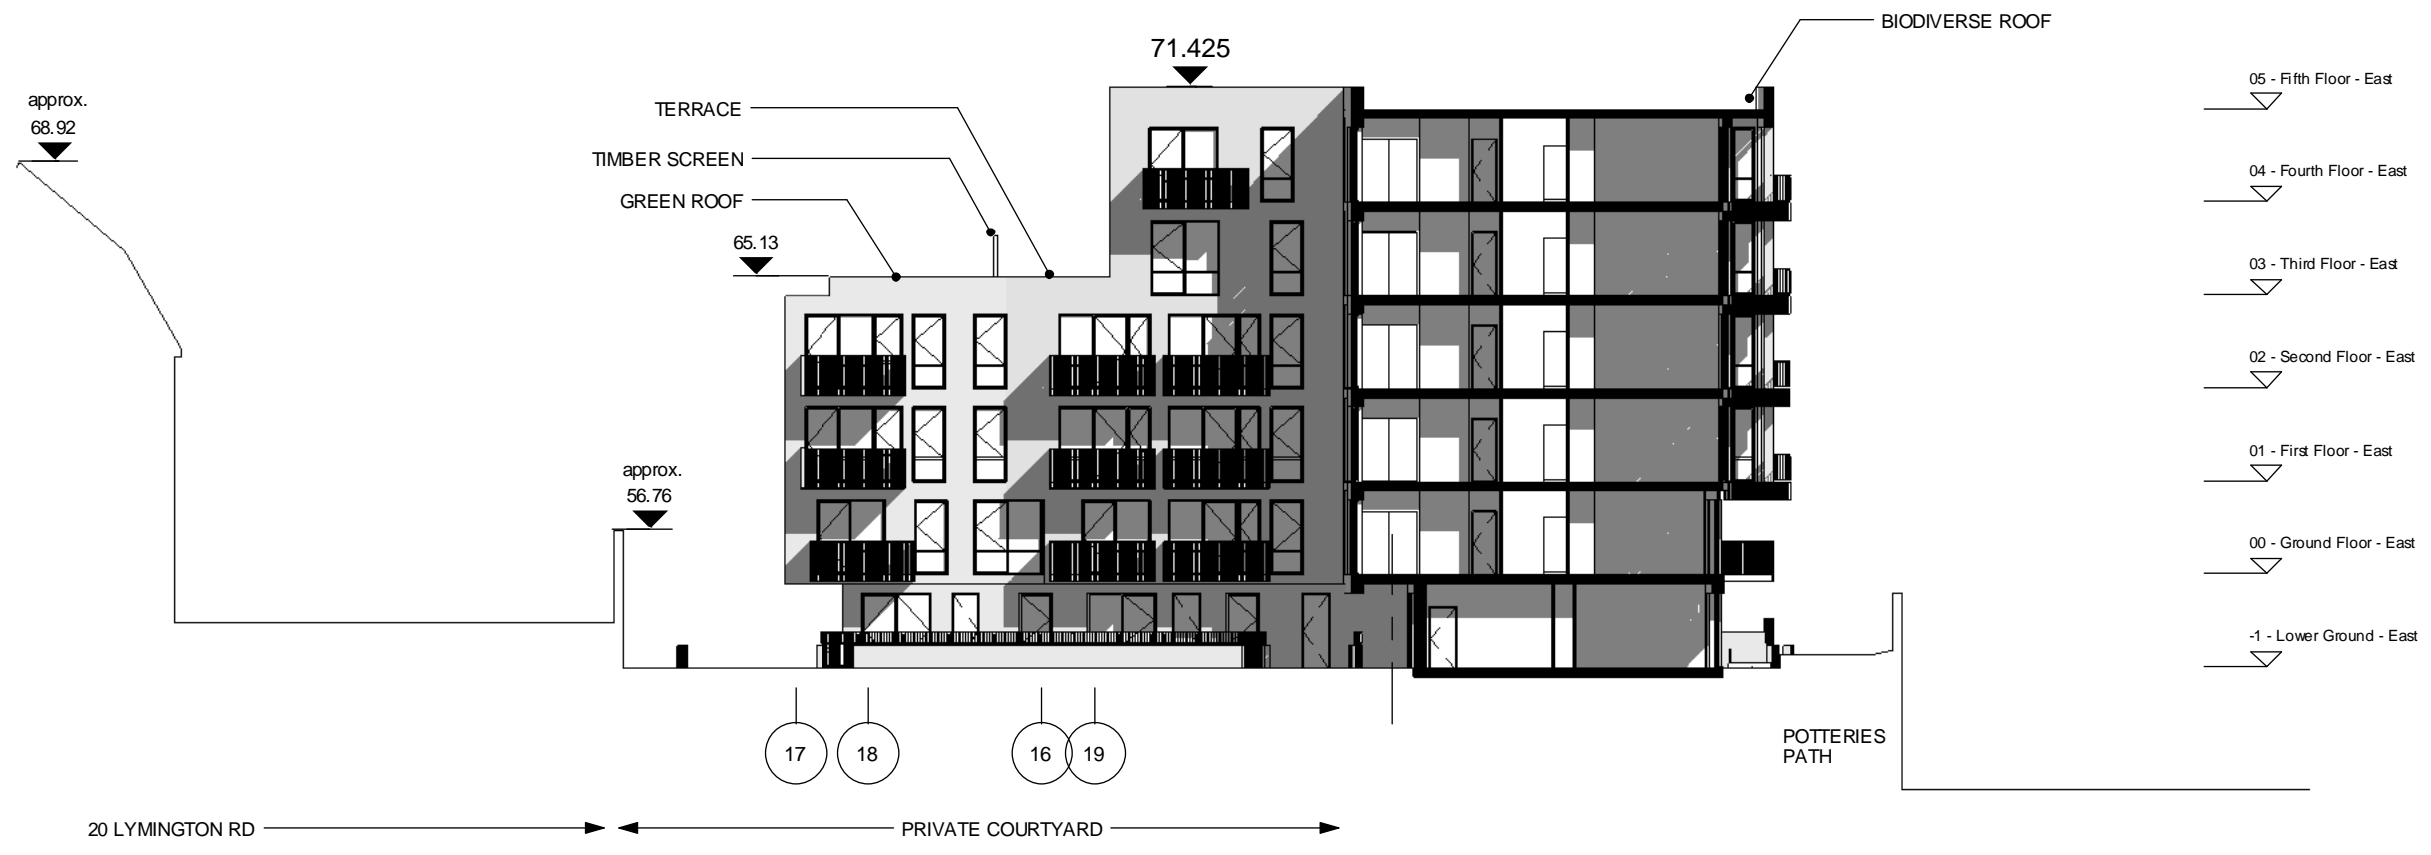 BIODIVERSE ROOF
71.425
05 - Fifth Floor - East
approx.
68.92
TERRACE
TIMBER SCREEN
04 - Fourth Floor - East
GREEN ROOF
65.13
03 - Third Floor - East
02 - Second Floor - East
01 - First Floor - East
approx.
56.76
00 - Ground Floor - East
-1 - Lower Ground - East
POTTERIES
PATH
17
18
16
19
20 LYMINGTON RD
PRIVATE COURTYARD